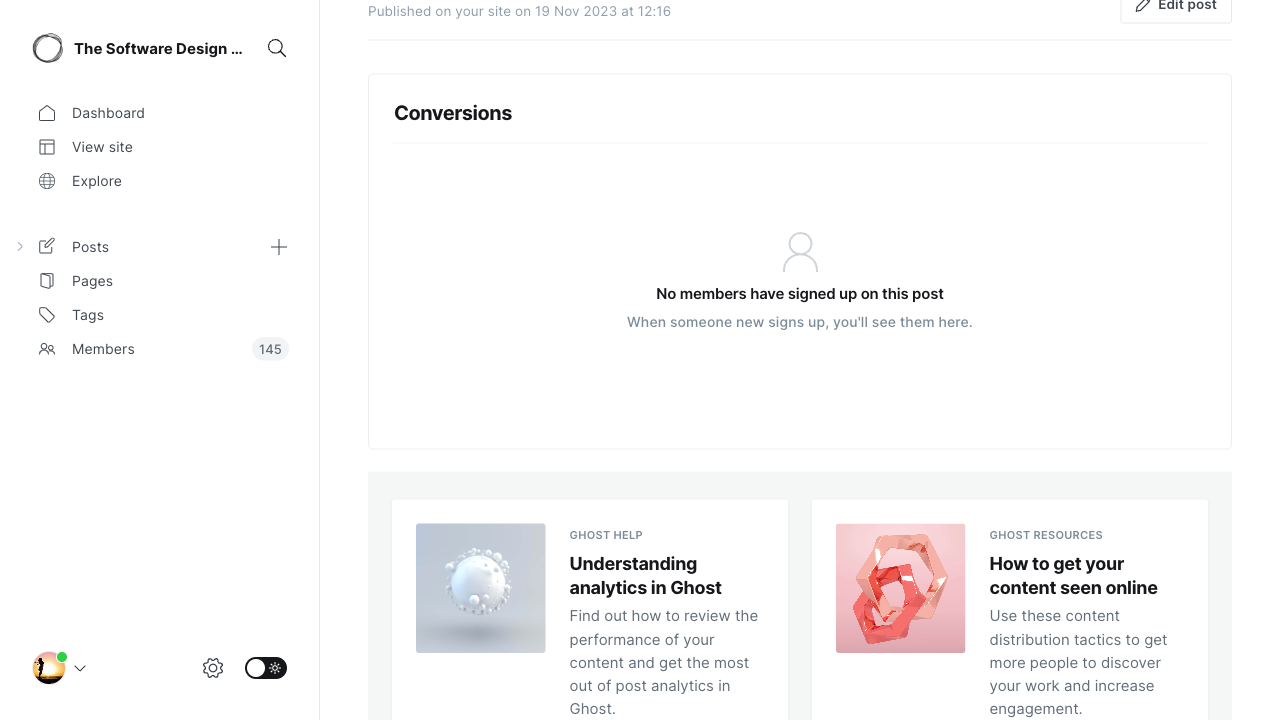 The Software Design ...
Dashboard
View site
Explore
Posts
Pages
Tags
Members
145
Published on your site on 19 Nov 2023 at 12:16
Edit post
Conversions
No members have signed up on this post
When someone new signs up, you'll see them here.
GHOST HELP
Understanding
analytics in Ghost
Find out how to review the
performance of your
content and get the most
out of post analytics in
Ghost.
GHOST RESOURCES
How to get your
content seen online
Use these content
distribution tactics to get
more people to discover
your work and increase
engagement.